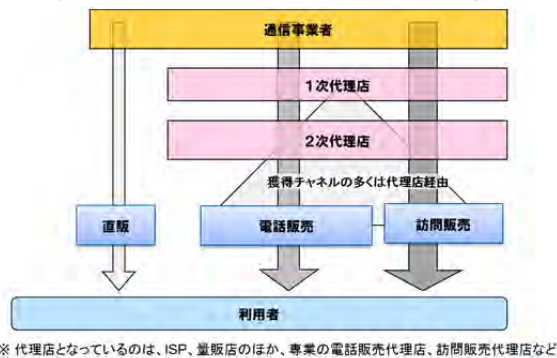 通信事業者
1次代理店
2次代理店
獲得チャネルの多くは代理店経由
直販
電話販売
訪問販売
利用者
※ 代理店となっているのは、ISP、量販店のほか、専業の電話販売代理店、訪問販売代理店など